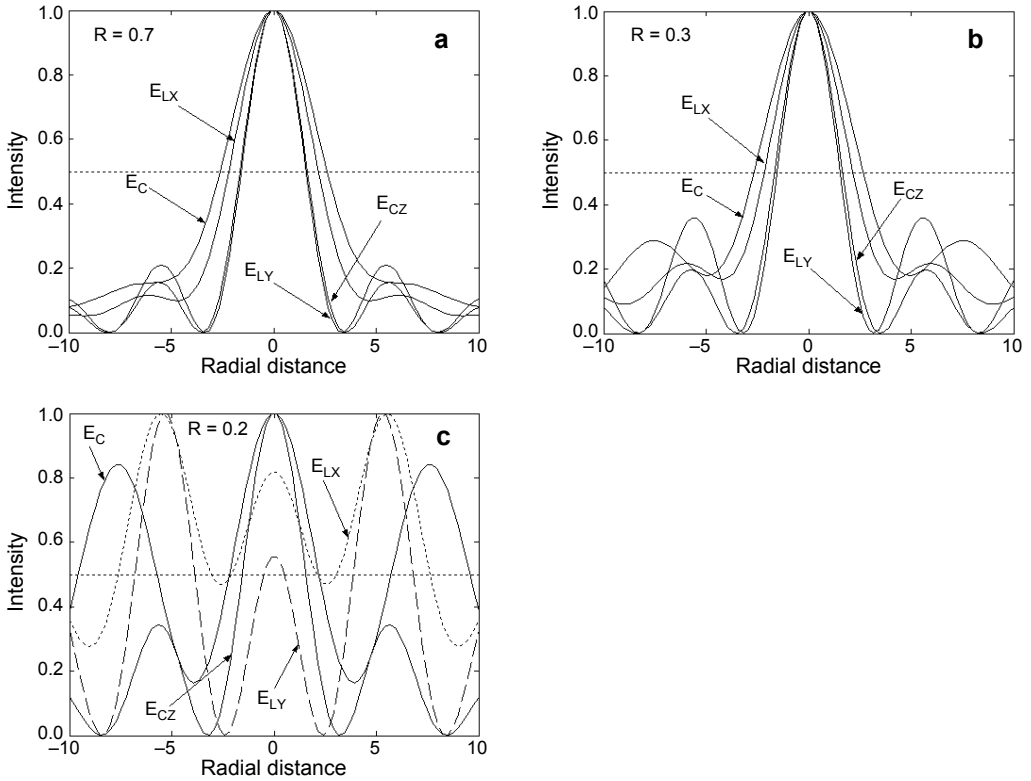 R = 0.7
a
E_LX
E_C
E_CZ
E_LY
Intensity
1.0
0.8
0.6
0.4
0.2
0.0
–10 –5 0 5 10
Radial distance
R = 0.3
b
E_LX
E_C
E_CZ
E_LY
Intensity
1.0
0.8
0.6
0.4
0.2
0.0
–10 –5 0 5 10
Radial distance
R = 0.2
c
E_C
E_LX
E_CZ
E_LY
Intensity
1.0
0.8
0.6
0.4
0.2
0.0
–10 –5 0 5 10
Radial distance